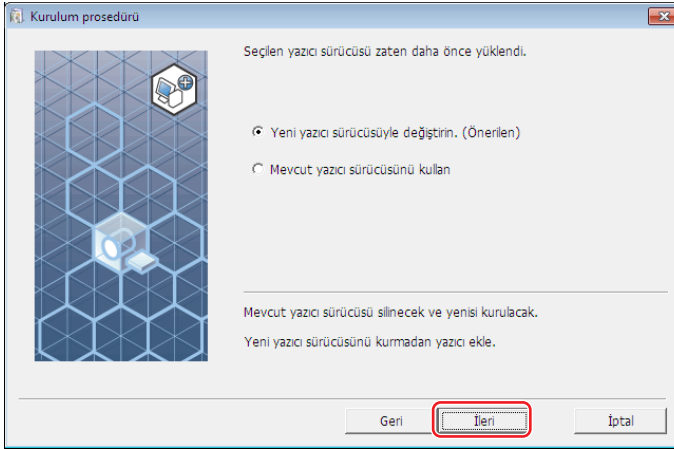 Kurulum prosedürü
Seçilen yazıcı sürücüsü zaten daha önce yüklendi.
Yeni yazıcı sürücüsüyle değiştirin. (Önerilen)
Mevcut yazıcı sürücüsünü kullan
Mevcut yazıcı sürücüsü silinecek ve yenisi kurulacak.
Yeni yazıcı sürücüsünü kurmadan yazıcı ekle.
Geri
İleri
İptal